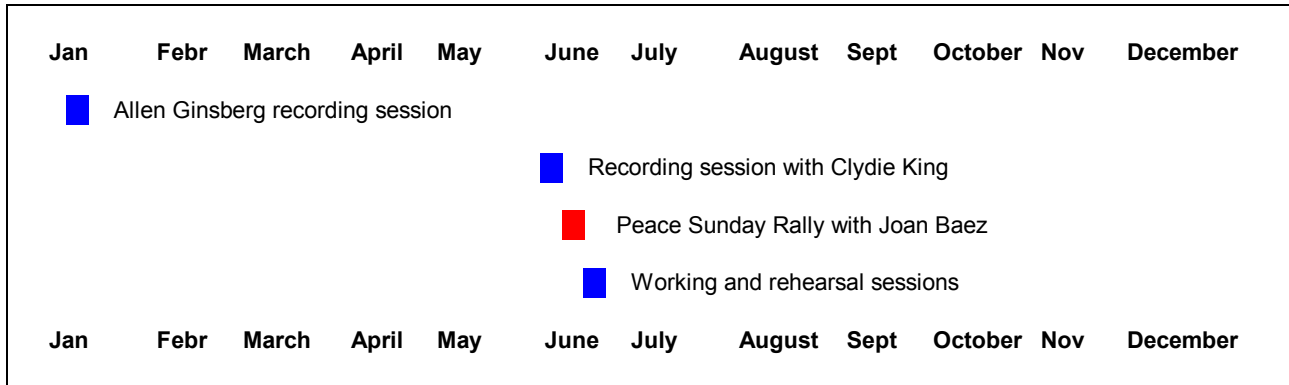 Jan Febr March April May June July August Sept October Nov December
Allen Ginsberg recording session
Recording session with Clydie King
Peace Sunday Rally with Joan Baez
Working and rehearsal sessions
Jan Febr March April May June July August Sept October Nov December